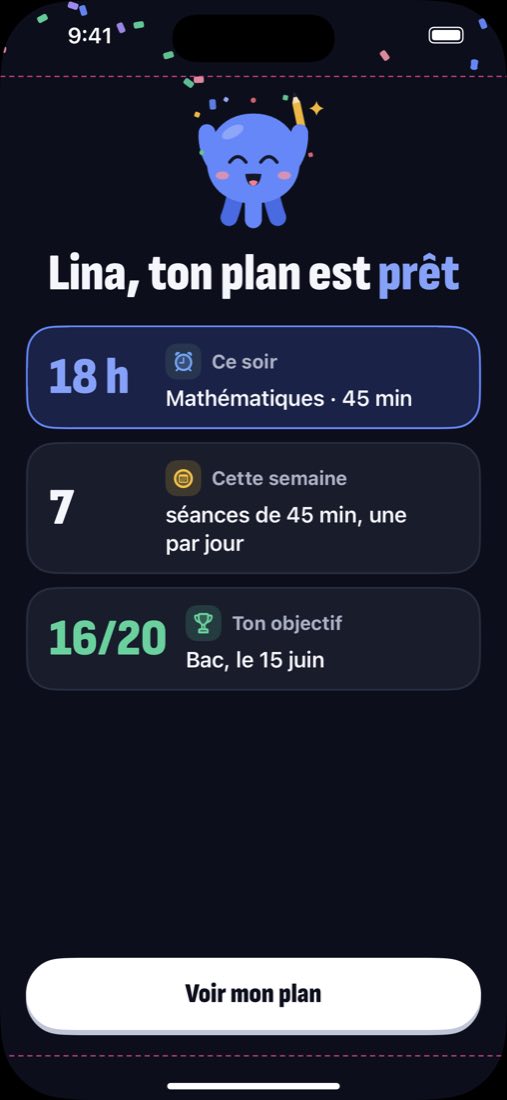 9:41
Lina, ton plan est prêt
18 h
Ce soir
Mathématiques · 45 min
7
Cette semaine
séances de 45 min, une
par jour
16/20
Ton objectif
Bac, le 15 juin
Voir mon plan